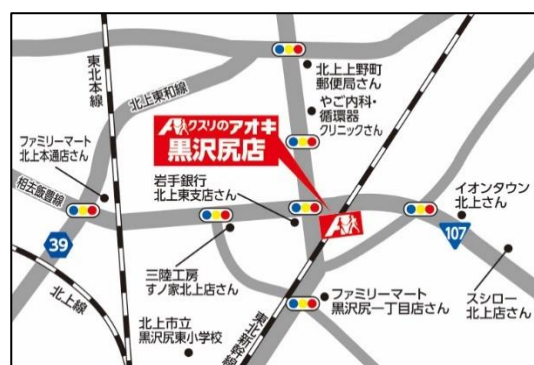 東北本線
北上東和線
北上上野町
郵便局さん
やご内科・
循環器
クリニックさん
クスリのアオキ
黒沢尻店
ファミリーマート
北上本通店さん
相去飯豊線
岩手銀行
北上東支店さん
イオンタウン
北上さん
39
107
三陸工房
すノ家北上店さん
北上線
北上市立
黒沢尻東小学校
東北新幹線
ファミリーマート
黒沢尻一丁目店さん
スシロー
北上店さん